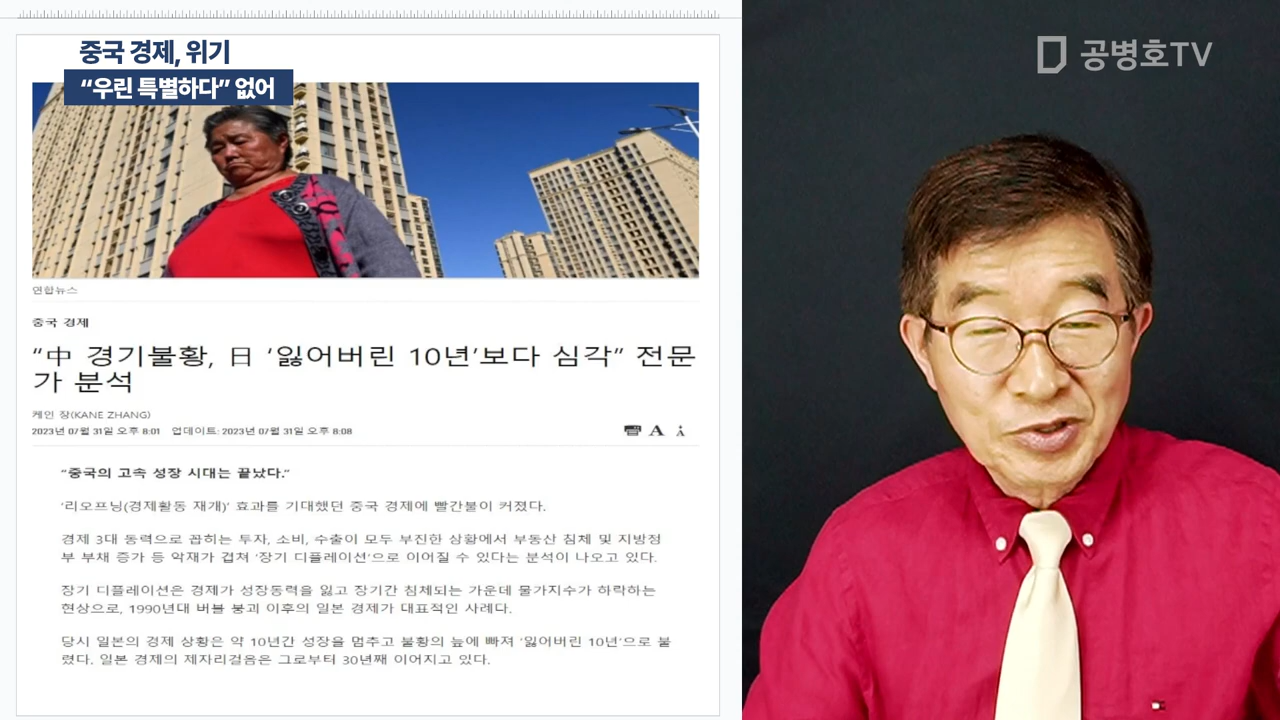 중국 경제, 위기
“우린 특별하다” 없어
공병호TV
연합뉴스
중국 경제
“中 경기불황, 日 ‘잃어버린 10년’보다 심각” 전문
가 분석
케인 장(KANE ZHANG)
2023년 07월 31일 오후 8:01 업데이트: 2023년 07월 31일 오후 8:08
A
“중국의 고속 성장 시대는 끝났다.”
‘리오프닝(경제활동 재개)’ 효과를 기대했던 중국 경제에 빨간불이 커졌다.
경제 3대 동력으로 꼽히는 투자, 소비, 수출이 모두 부진한 상황에서 부동산 침체 및 지방정
부 부채 증가 등 악재가 겹쳐 ‘장기 디플레이션’으로 이어질 수 있다는 분석이 나오고 있다.
장기 디플레이션은 경제가 성장동력을 잃고 장기간 침체되는 가운데 물가지수가 하락하는
현상으로, 1990년대 버블 붕괴 이후의 일본 경제가 대표적인 사례다.
당시 일본의 경제 상황은 약 10년간 성장을 멈추고 불황의 늪에 빠져 ‘잃어버린 10년’으로 불
렸다. 일본 경제의 제자리걸음은 그로부터 30년째 이어지고 있다.